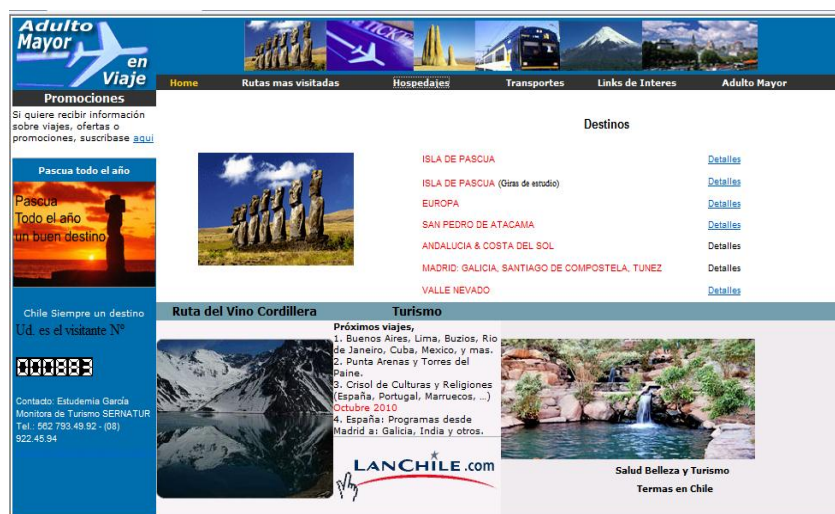 Adulto
Mayor
en
Viaje
TICKE
Home Rutas mas visitadas Hospedajes Transportes Links de Interes Adulto Mayor
Promociones
Si quiere recibir información
sobre viajes, ofertas o
promociones, suscribase aqui
Pascua todo el año
Pascua
Todo el año
un buen destino
Chile Siempre un destino
Ud. es el visitante Nº
000883
Contacto: Estudemia García
Monitora de Turismo SERNATUR
Tel.: 562 793.49.92 - (08)
922.45.94
Destinos
ISLA DE PASCUA Detalles
ISLA DE PASCUA (Giras de estudio) Detalles
EUROPA Detalles
SAN PEDRO DE ATACAMA Detalles
ANDALUCIA & COSTA DEL SOL Detalles
MADRID: GALICIA, SANTIAGO DE COMPOSTELA, TUNEZ Detalles
VALLE NEVADO Detalles
Ruta del Vino Cordillera Turismo
Próximos viajes,
1. Buenos Aires, Lima, Buzios, Rio
de Janeiro, Cuba, Mexico, y mas.
2. Punta Arenas y Torres del
Paine.
3. Crisol de Culturas y Religiones
(España, Portugal, Marruecos, ...)
Octubre 2010
4. España: Programas desde
Madrid a: Galicia, India y otros.
LANCHILE.com
Salud Belleza y Turismo
Termas en Chile